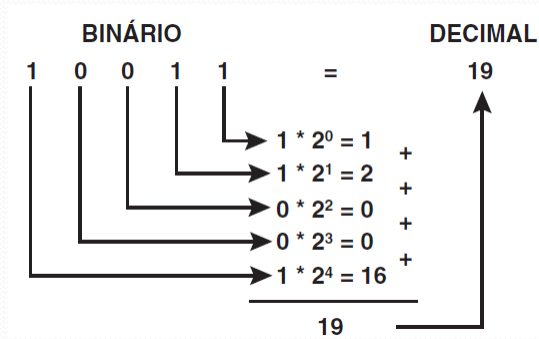 BINÁRIO DECIMAL
1 0 0 1 1 = 19
1 * 2⁰ = 1
+
1 * 2¹ = 2
+
0 * 2² = 0
+
0 * 2³ = 0
+
1 * 2⁴ = 16
19